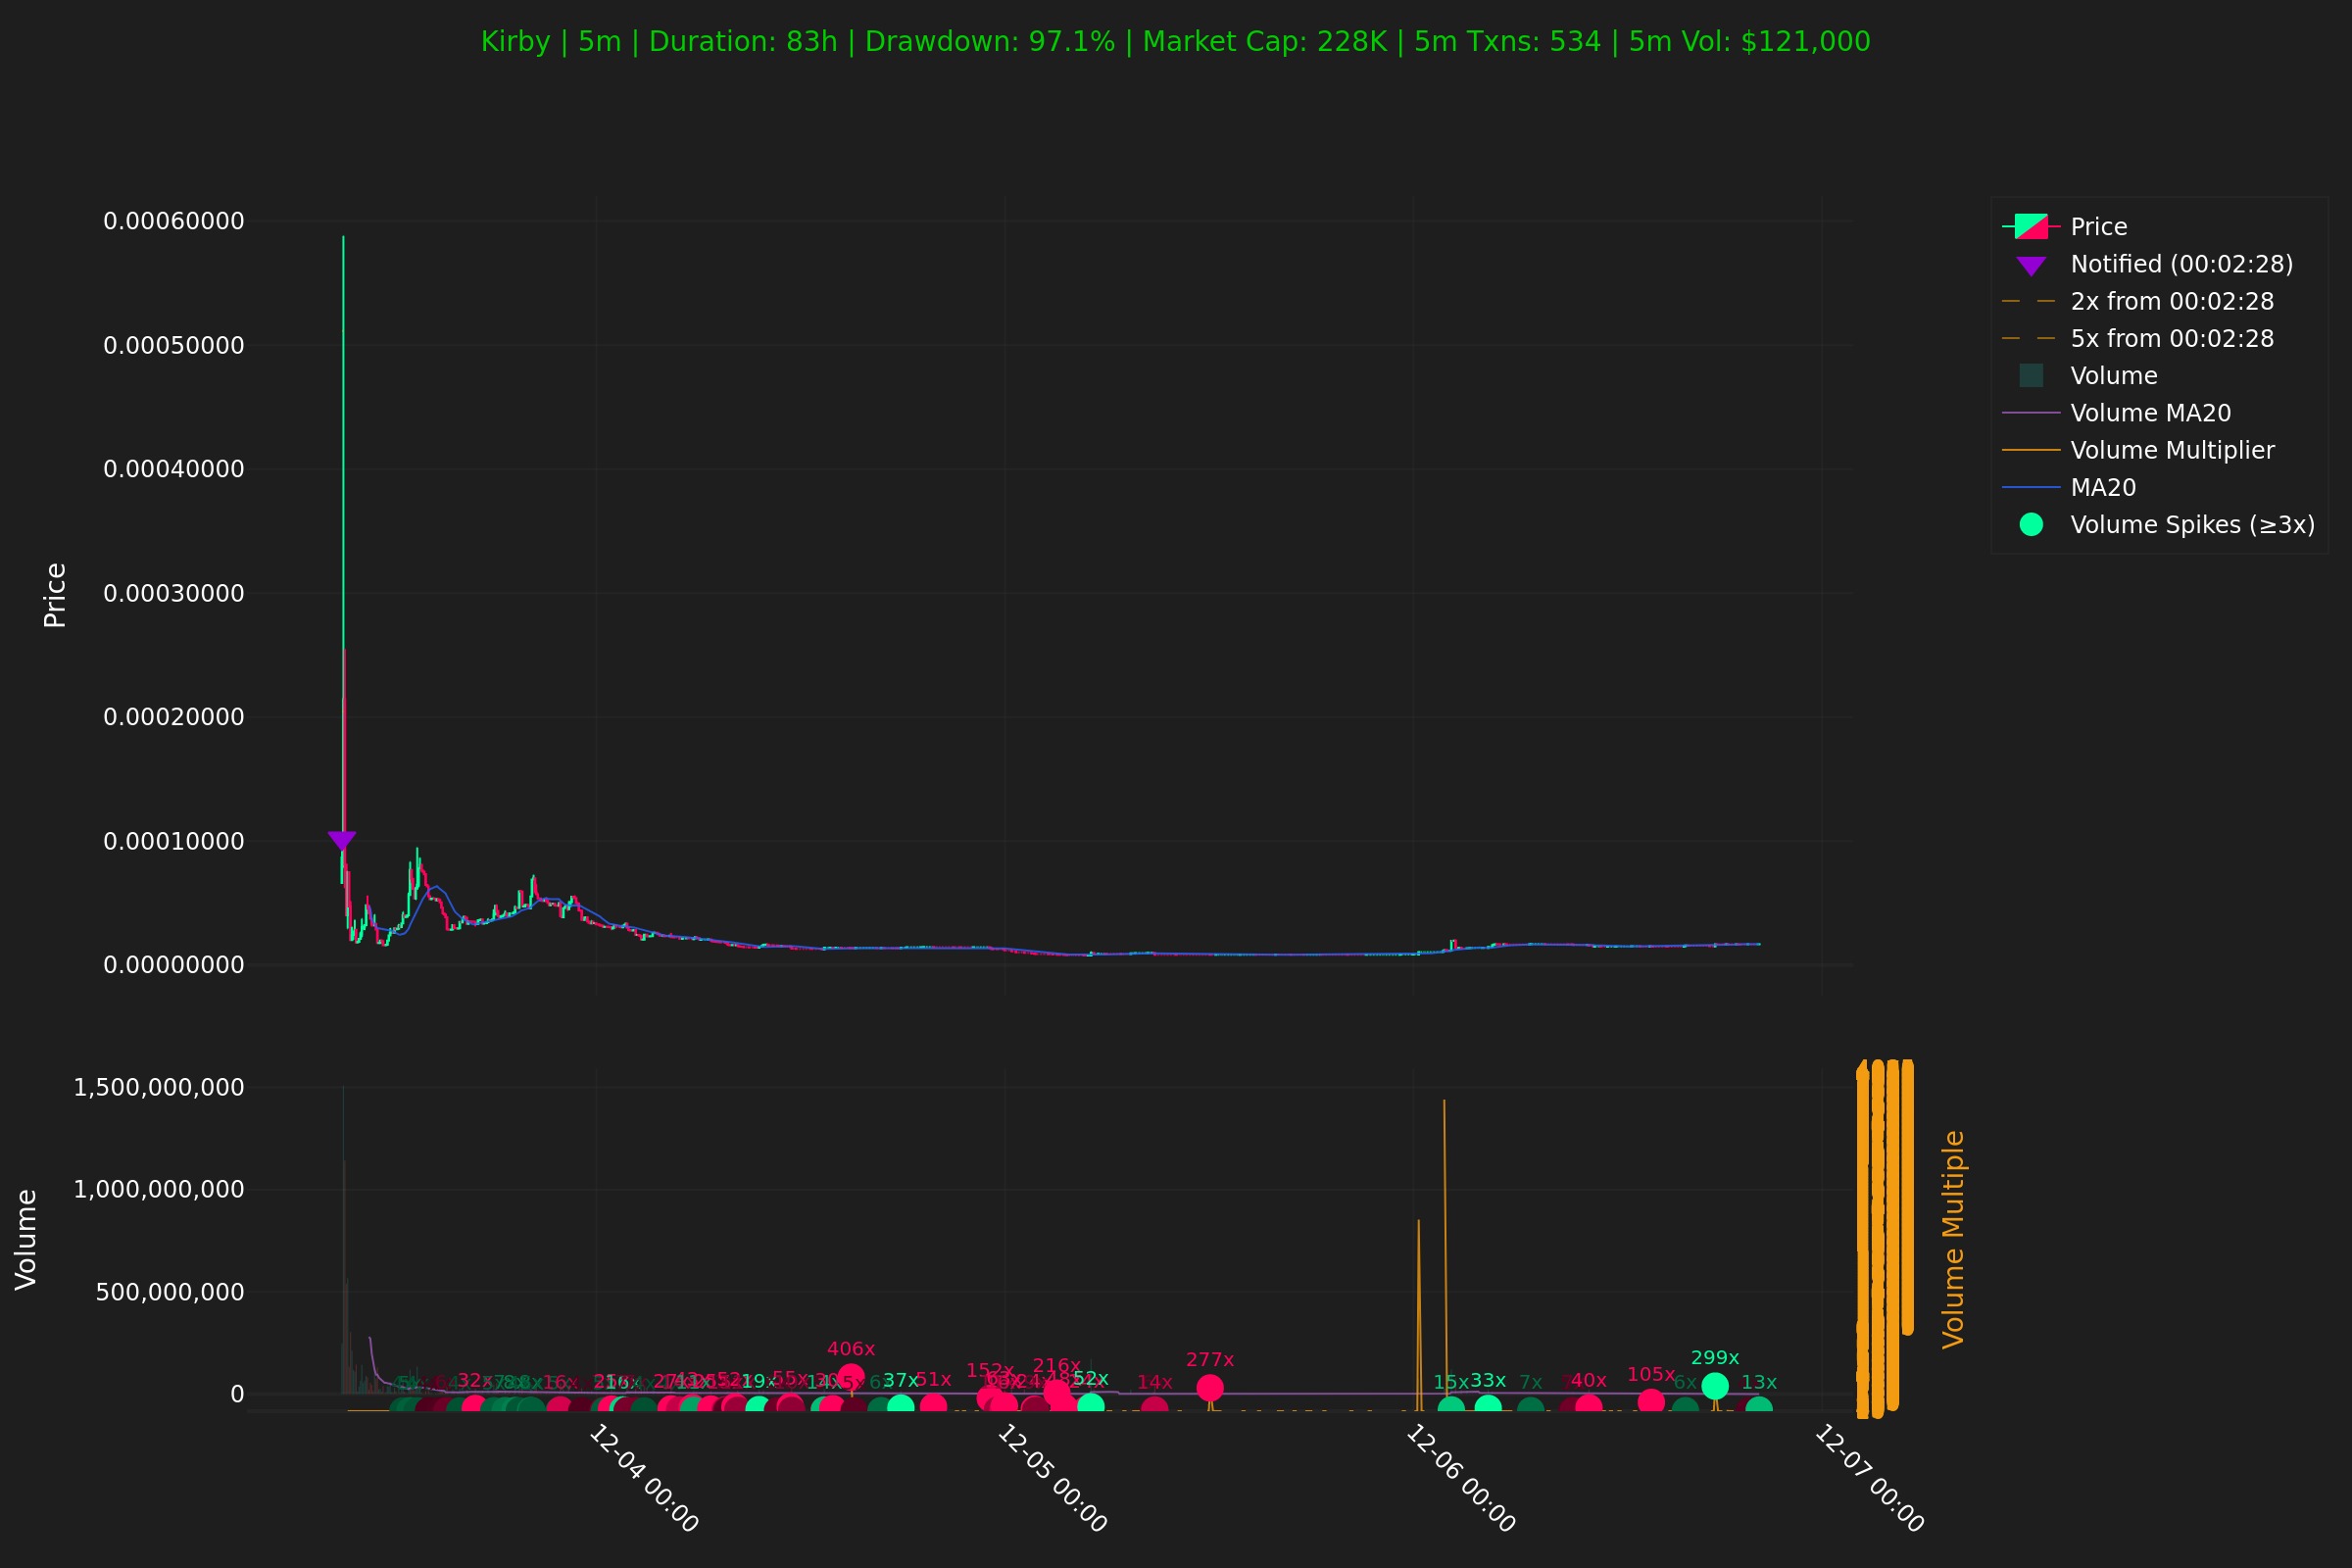 Kirby | 5m | Duration: 83h | Drawdown: 97.1% | Market Cap: 228K | 5m Txns: 534 | 5m Vol: $121,000
Price
0.00060000
0.00050000
0.00040000
0.00030000
0.00020000
0.00010000
0.00000000
Price
Notified (00:02:28)
2x from 00:02:28
5x from 00:02:28
Volume
Volume MA20
Volume Multiplier
MA20
Volume Spikes (≥3x)
Volume
1,500,000,000
1,000,000,000
500,000,000
0
32x
16x
16x
19x
55x
406x
37x
51x
152x
216x
52x
14x
277x
15x
33x
7x
40x
105x
6x
299x
13x
Volume Multiple
12-04 00:00
12-05 00:00
12-06 00:00
12-07 00:00